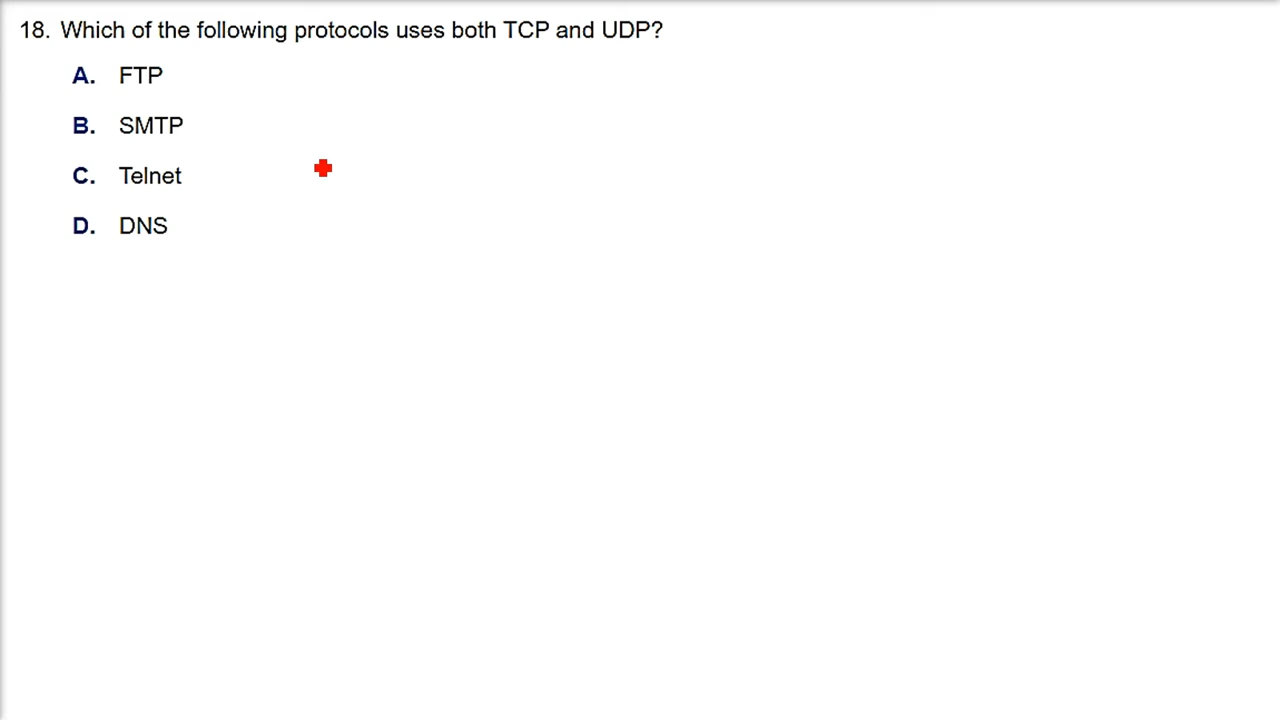 18. Which of the following protocols uses both TCP and UDP?
A. FTP
B. SMTP
C. Telnet
D. DNS